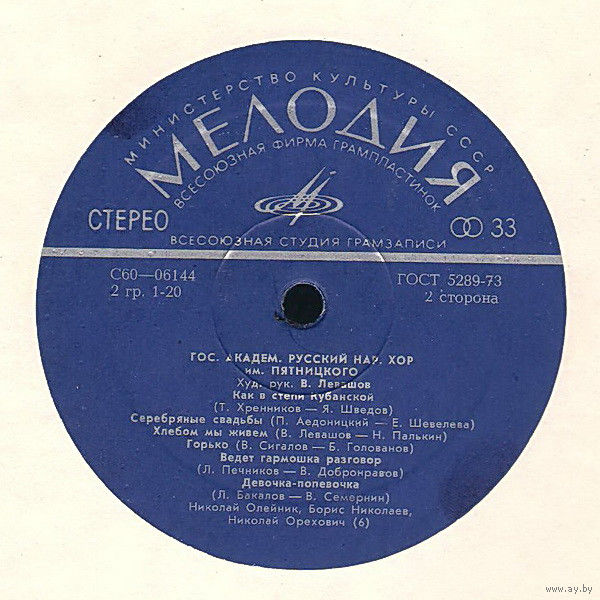 МИНИСТЕРСТВО КУЛЬТУРЫ СССР
МЕЛОДИЯ
ВСЕСОЮЗНАЯ ФИРМА ГРАМПЛАСТИНОК
СТЕРЕО
33
ВСЕСОЮЗНАЯ СТУДИЯ ГРАМЗАПИСИ
С60—06144
ГОСТ 5289-73
2 гр. 1-20
2 сторона
ГОС. АКАДЕМ. РУССКИЙ НАР. ХОР
им. ПЯТНИЦКОГО
Худ. рук. В. Левашов
Как в степи Кубанской
(Т. Хренников — Я. Шведов)
Серебряные свадьбы (П. Аедоницкий — Е. Шевелева)
Хлебом мы живем (В. Левашов — Н. Палькин)
Горько (В. Сигалов — Б. Голованов)
Ведет гармошка разговор
(Л. Печников — В. Добронравов)
Девочка-попевочка
(Л. Бакалов — В. Семернин)
Николай Олейник, Борис Николаев,
Николай Орехович (6)
www.ay.by